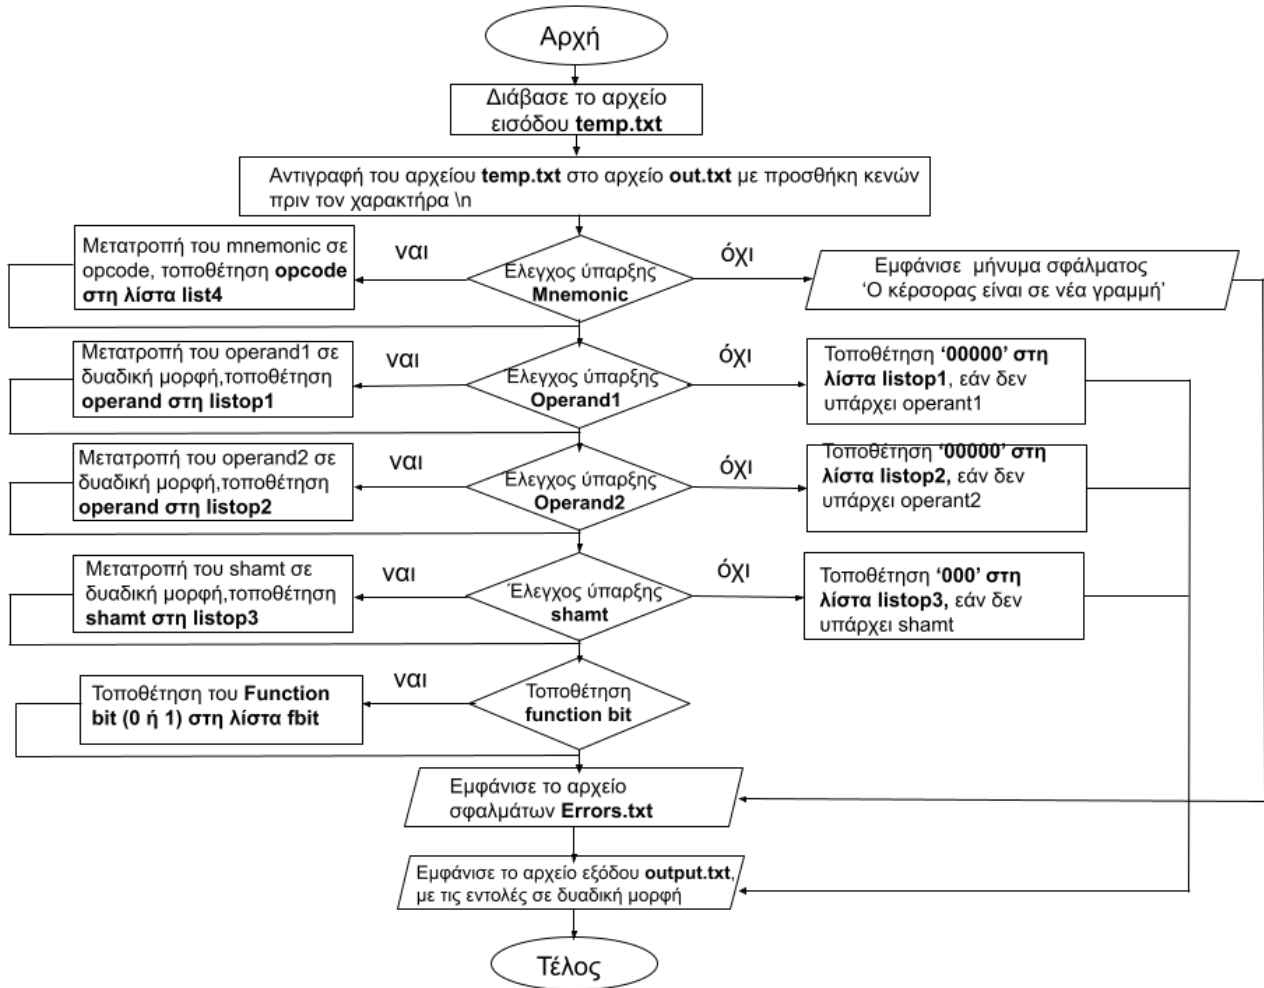 Αρχή
Διάβασε το αρχείο
εισόδου temp.txt
Αντιγραφή του αρχείου temp.txt στο αρχείο out.txt με προσθήκη κενών
πριν τον χαρακτήρα \n
Μετατροπή του mnemonic σε
opcode, τοποθέτηση opcode
στη λίστα list4
ναι
Έλεγχος ύπαρξης
Mnemonic
όχι
Εμφάνισε μήνυμα σφάλματος
‘Ο κέρσορας είναι σε νέα γραμμή’
Μετατροπή του operand1 σε
δυαδική μορφή,τοποθέτηση
operand στη listop1
ναι
Έλεγχος ύπαρξης
Operand1
όχι
Τοποθέτηση ‘00000’ στη
λίστα listop1, εάν δεν
υπάρχει operant1
Μετατροπή του operand2 σε
δυαδική μορφή,τοποθέτηση
operand στη listop2
ναι
Έλεγχος ύπαρξης
Operand2
όχι
Τοποθέτηση ‘00000’ στη
λίστα listop2, εάν δεν
υπάρχει operant2
Μετατροπή του shamt σε
δυαδική μορφή,τοποθέτηση
shamt στη listop3
ναι
Έλεγχος ύπαρξης
shamt
όχι
Τοποθέτηση ‘000’ στη
λίστα listop3, εάν δεν
υπάρχει shamt
Τοποθέτηση του Function
bit (0 ή 1) στη λίστα fbit
ναι
Τοποθέτηση
function bit
Εμφάνισε το αρχείο
σφαλμάτων Errors.txt
Εμφάνισε το αρχείο εξόδου output.txt,
με τις εντολές σε δυαδική μορφή
Τέλος